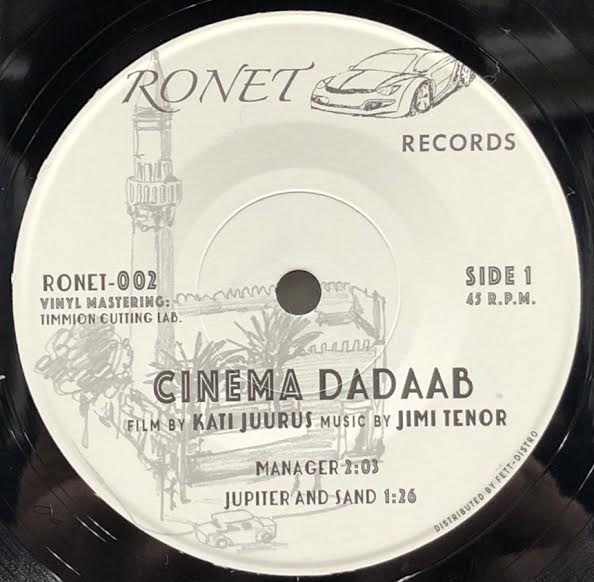 RONET
RECORDS
RONET-002
VINYL MASTERING:
TIMMION CUTTING LAB.
SIDE 1
45 R.P.M.
CINEMA DADAAB
FILM BY KATI JUURUS MUSIC BY JIMI TENOR
MANAGER 2:03
JUPITER AND SAND 1:26
DISTRIBUTED BY FETT-DISTRO